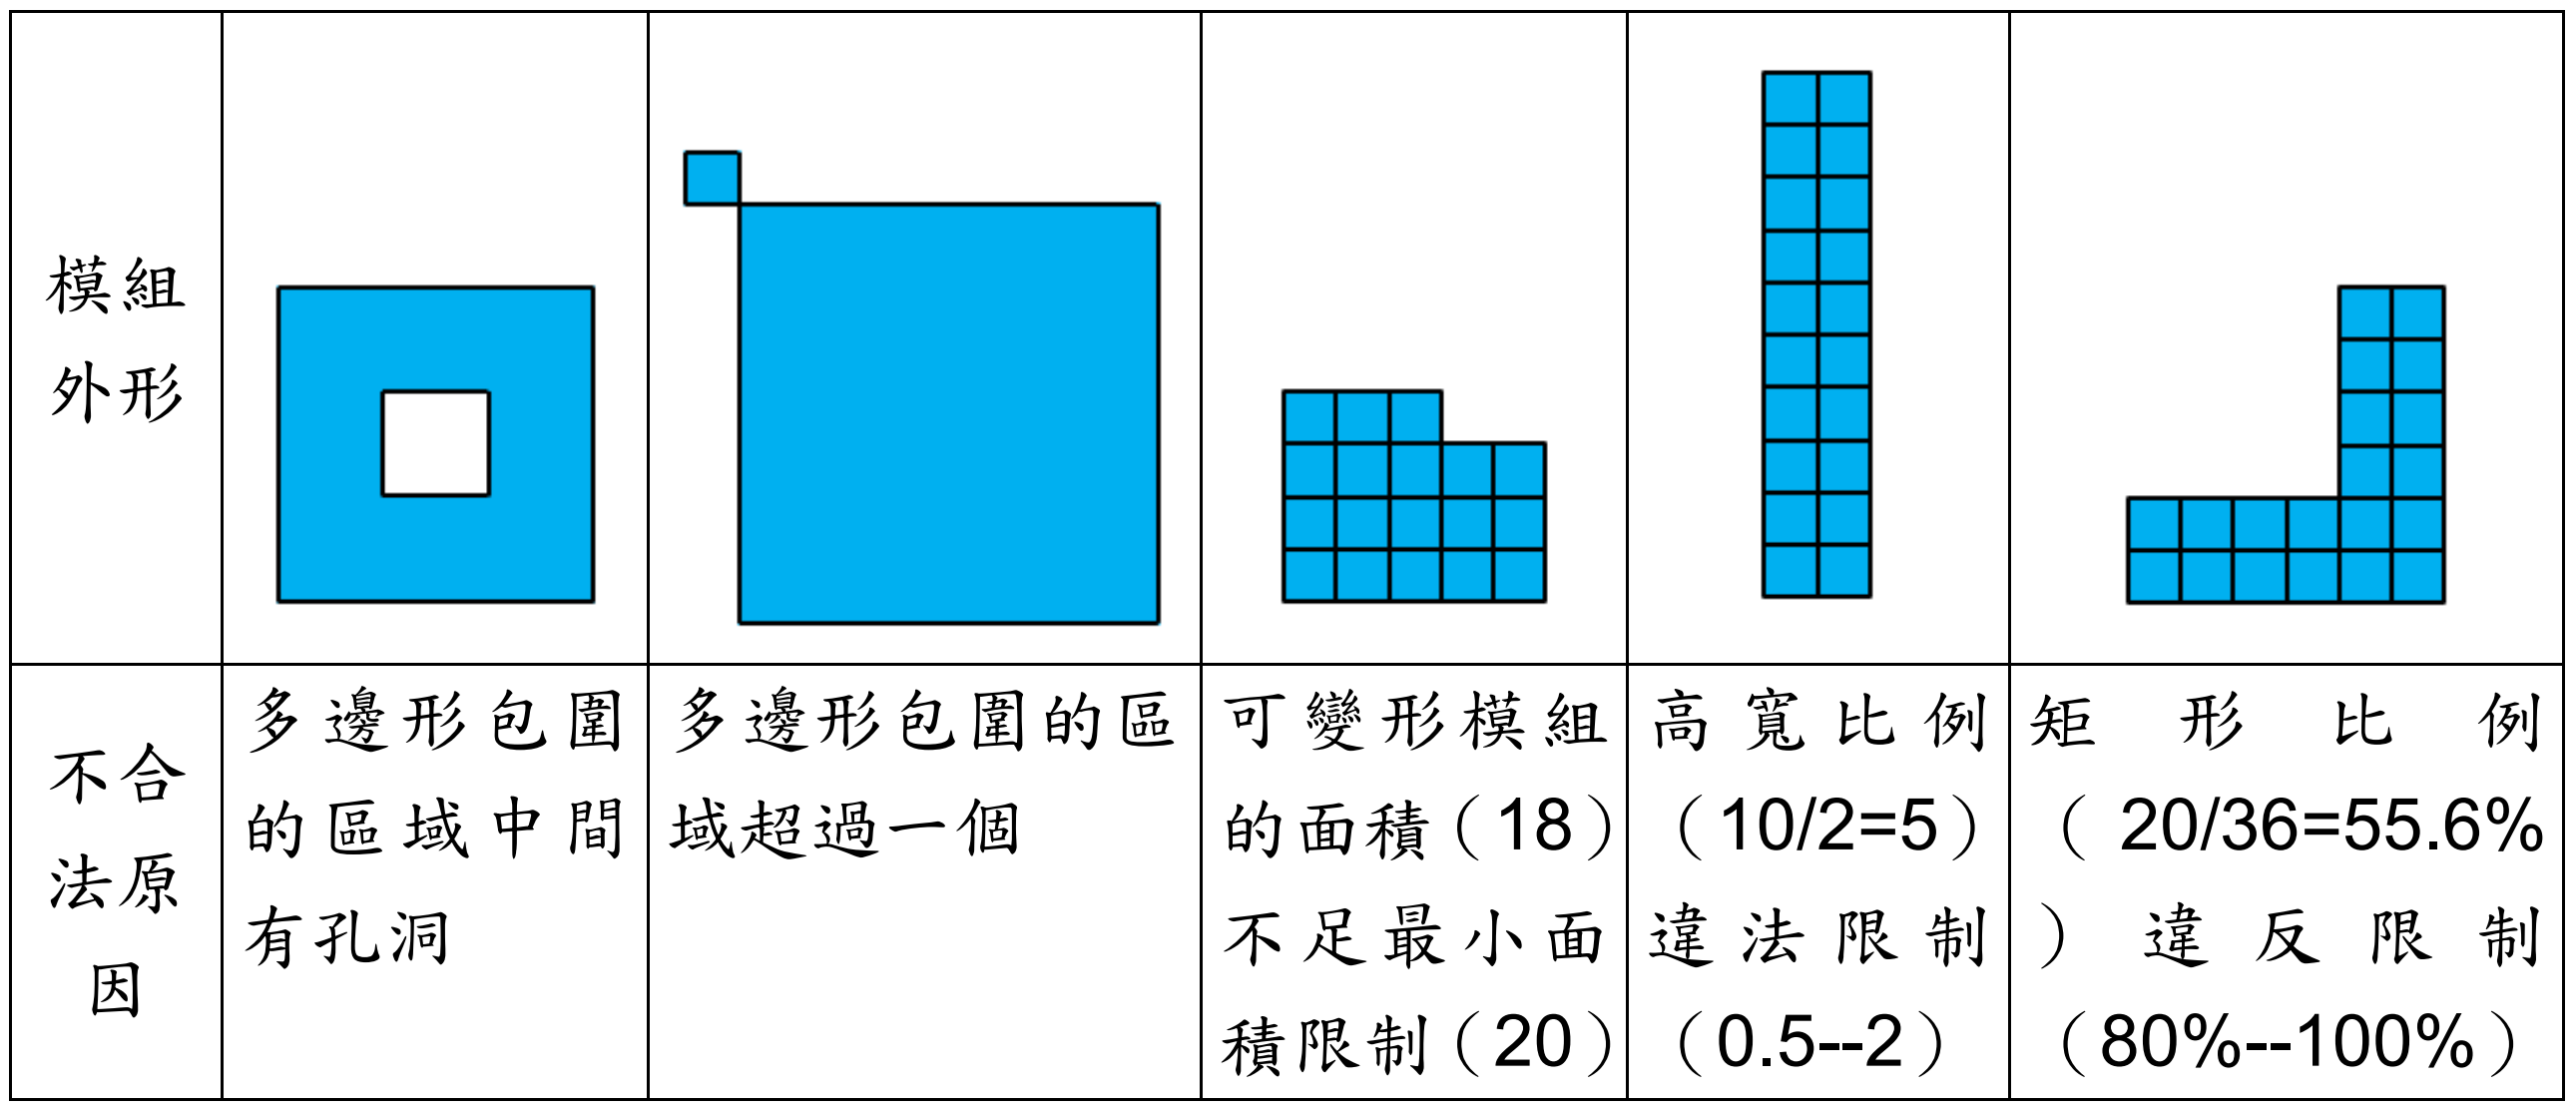 模組
外形
不合
法原
因
多邊形包圍
的區域中間
有孔洞
多邊形包圍的區
域超過一個
可變形模組
的面積（18）
不足最小面
積限制（20）
高寬比例
（10/2=5）
違法限制
（0.5--2）
矩形比例
（20/36=55.6%
）違反限制
（80%--100%）